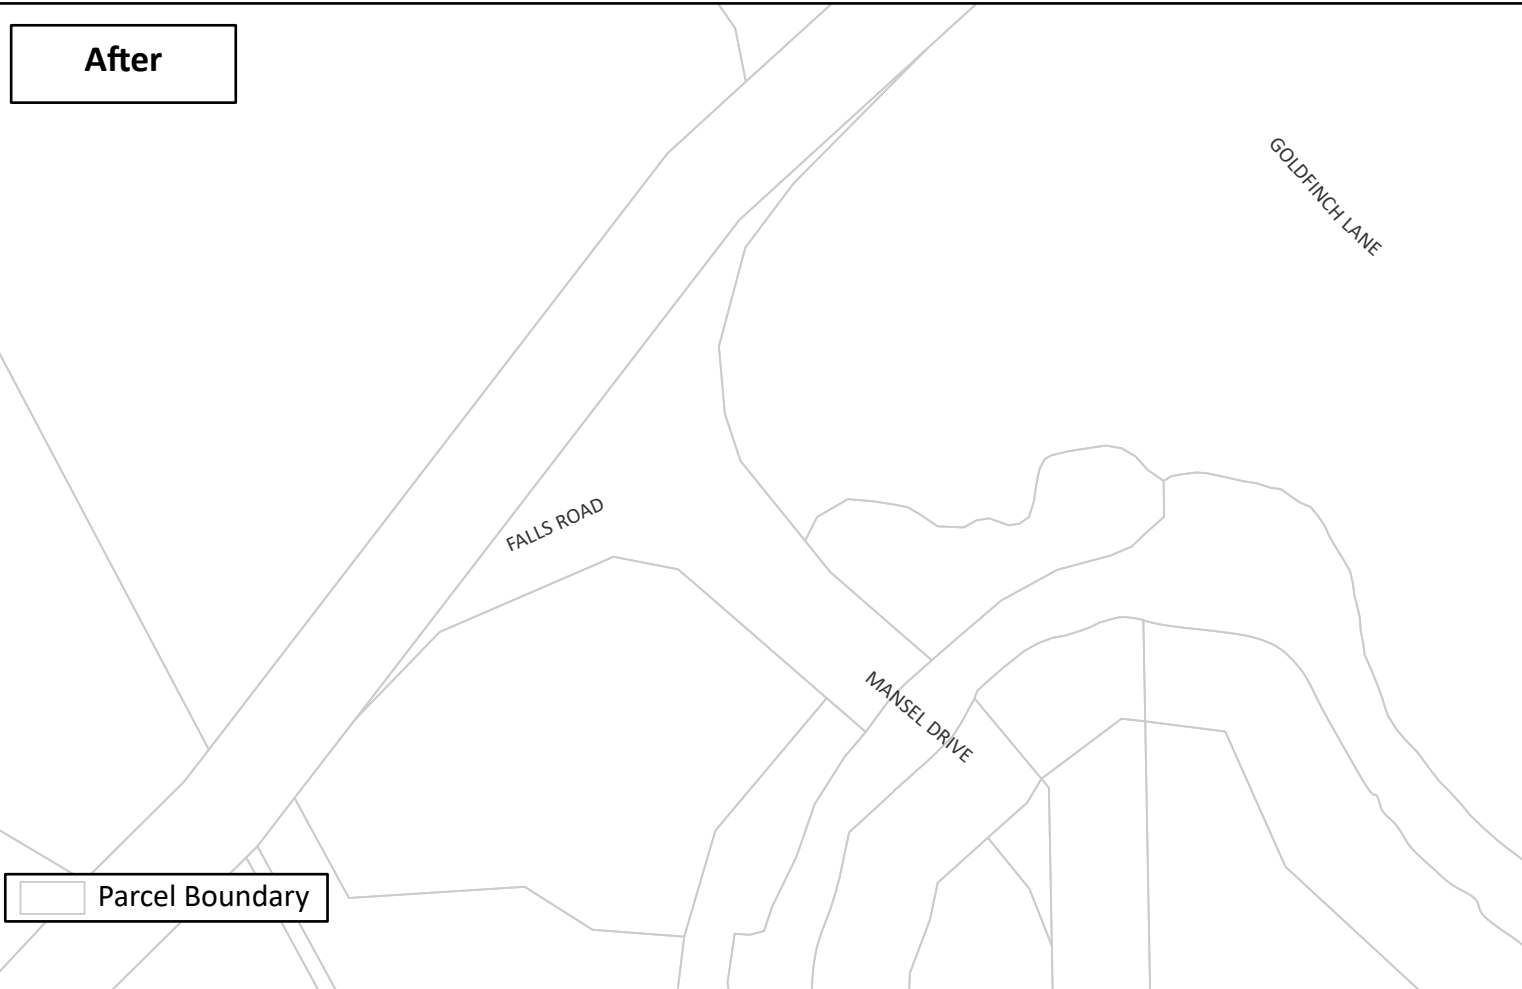 After
GOLDFINCH LANE
FALLS ROAD
MANSEL DRIVE
Parcel Boundary